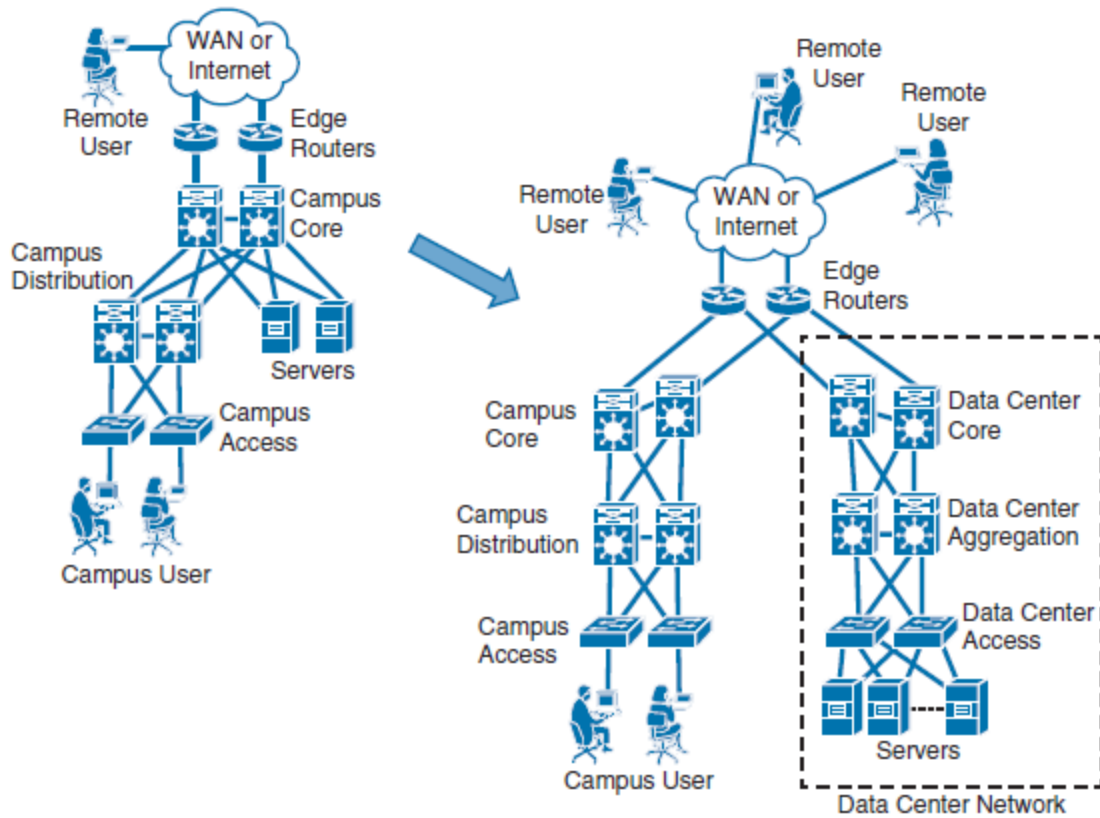 WAN or
Internet
Remote
User
Edge
Routers
Campus
Core
Campus
Distribution
Servers
Campus
Access
Campus User
Remote
User
Remote
User
Remote
User
WAN or
Internet
Edge
Routers
Campus
Core
Data Center
Core
Campus
Distribution
Data Center
Aggregation
Campus
Access
Data Center
Access
Servers
Campus User
Data Center Network